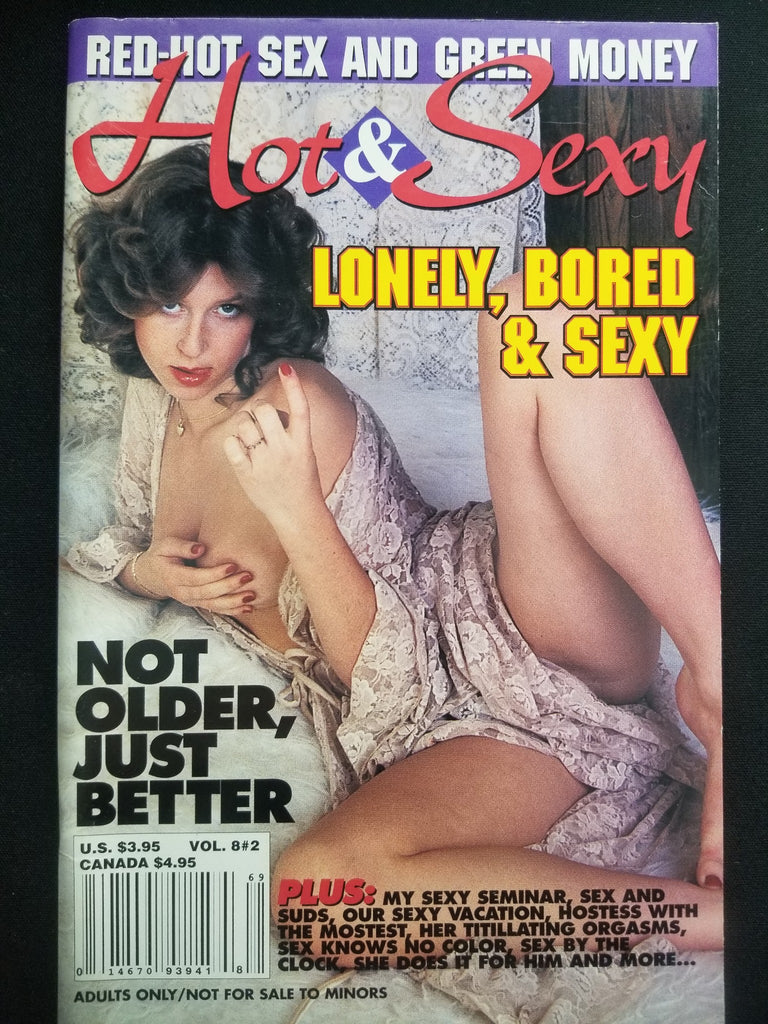 RED-HOT SEX AND GREEN MONEY
Hot & Sexy
LONELY, BORED
& SEXY
NOT
OLDER,
JUST
BETTER
U.S. $3.95 VOL. 8#2
CANADA $4.95
69
0 14670 93941 8
PLUS: MY SEXY SEMINAR, SEX AND
SUDS, OUR SEXY VACATION, HOSTESS WITH
THE MOSTEST, HER TITILLATING ORGASMS,
SEX KNOWS NO COLOR, SEX BY THE
CLOCK, SHE DOES IT FOR HIM AND MORE...
ADULTS ONLY/NOT FOR SALE TO MINORS